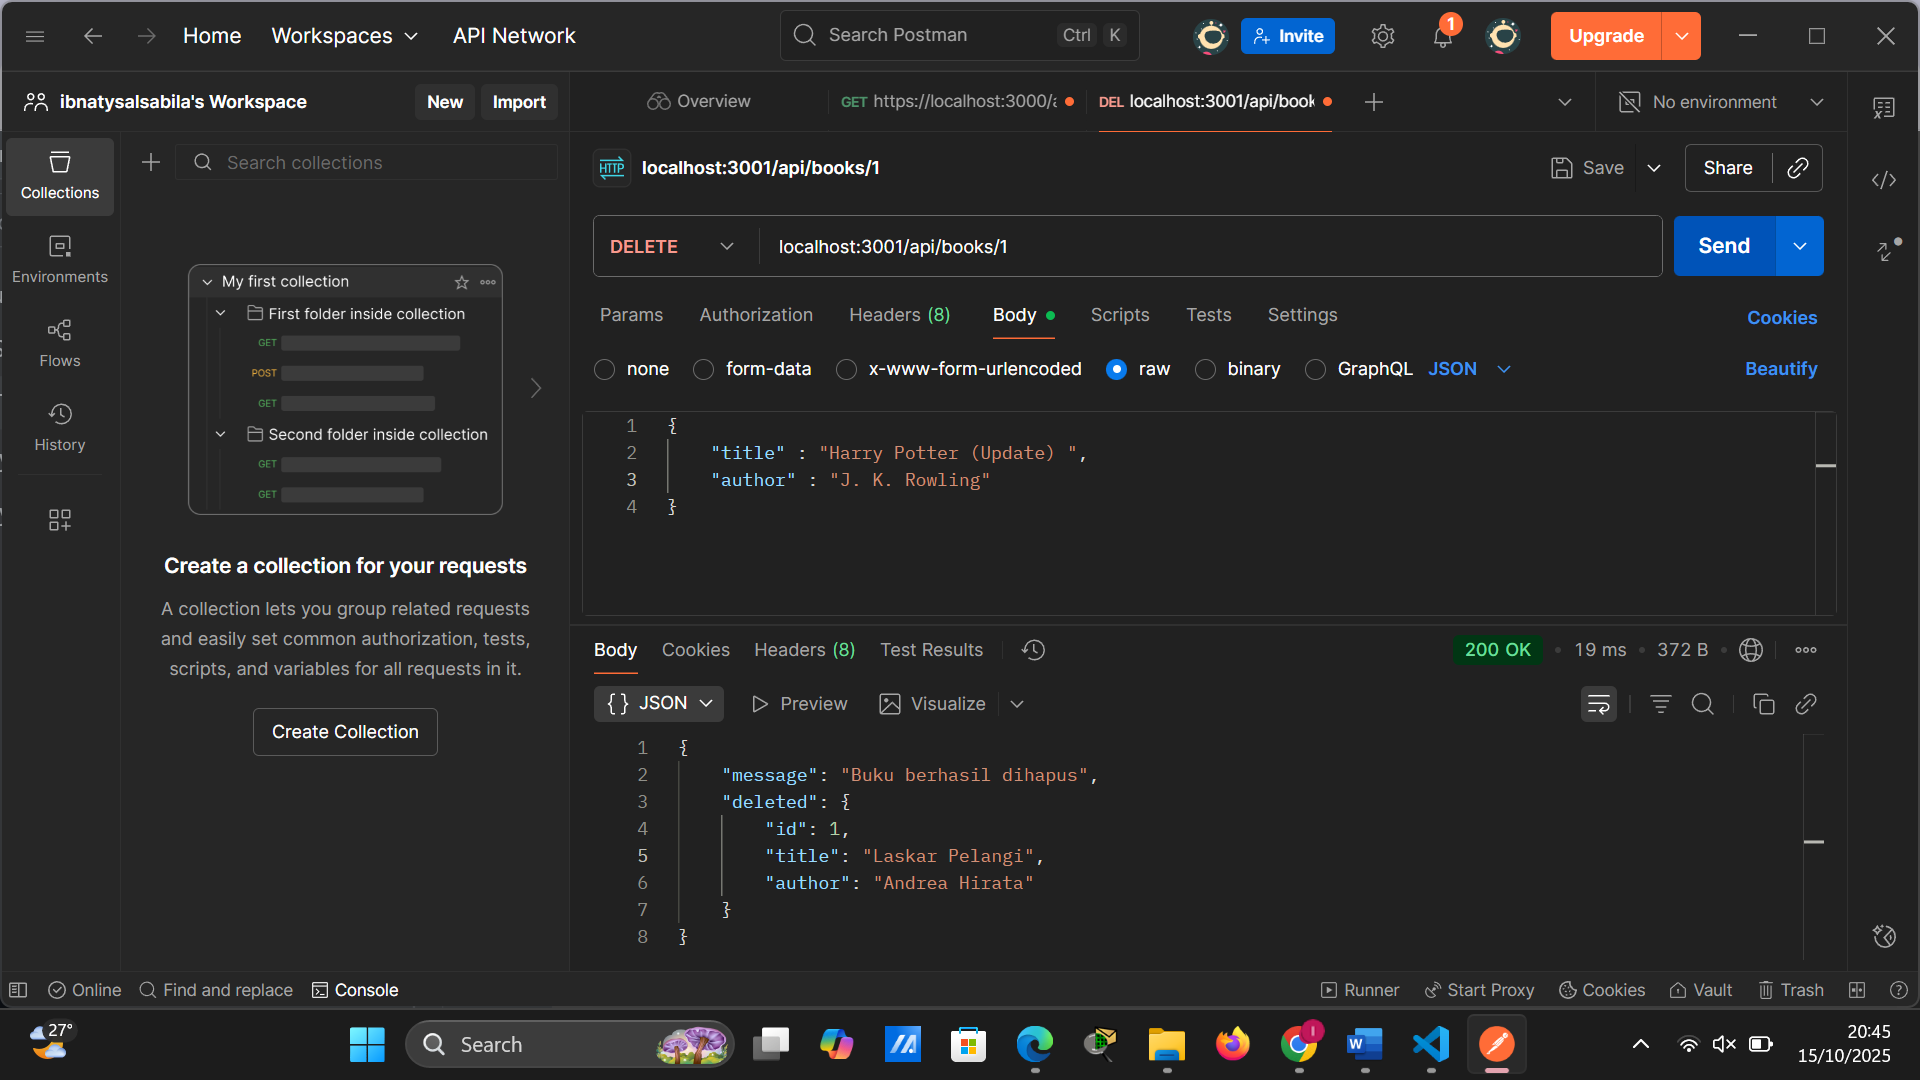 Home
Workspaces
API Network
Search Postman
Ctrl K
Invite
1
Upgrade
ibnatysalsabila's Workspace
New
Import
Overview
GET https://localhost:3000/a
DEL localhost:3001/api/book
No environment
Collections
Environments
Flows
History
Search collections
My first collection
First folder inside collection
GET
POST
GET
Second folder inside collection
GET
GET
Create a collection for your requests
A collection lets you group related requests
and easily set common authorization, tests,
scripts, and variables for all requests in it.
Create Collection
HTTP
localhost:3001/api/books/1
Save
Share
DELETE
localhost:3001/api/books/1
Send
Params
Authorization
Headers (8)
Body
Scripts
Tests
Settings
Cookies
none
form-data
x-www-form-urlencoded
raw
binary
GraphQL
JSON
Beautify
1 {
2 "title" : "Harry Potter (Update) ",
3 "author" : "J. K. Rowling"
4 }
Body
Cookies
Headers (8)
Test Results
200 OK
19 ms
372 B
{} JSON
Preview
Visualize
1 {
2 "message": "Buku berhasil dihapus",
3 "deleted": {
4 "id": 1,
5 "title": "Laskar Pelangi",
6 "author": "Andrea Hirata"
7 }
8 }
Online
Find and replace
Console
Runner
Start Proxy
Cookies
Vault
Trash
27°
Search
20:45
15/10/2025